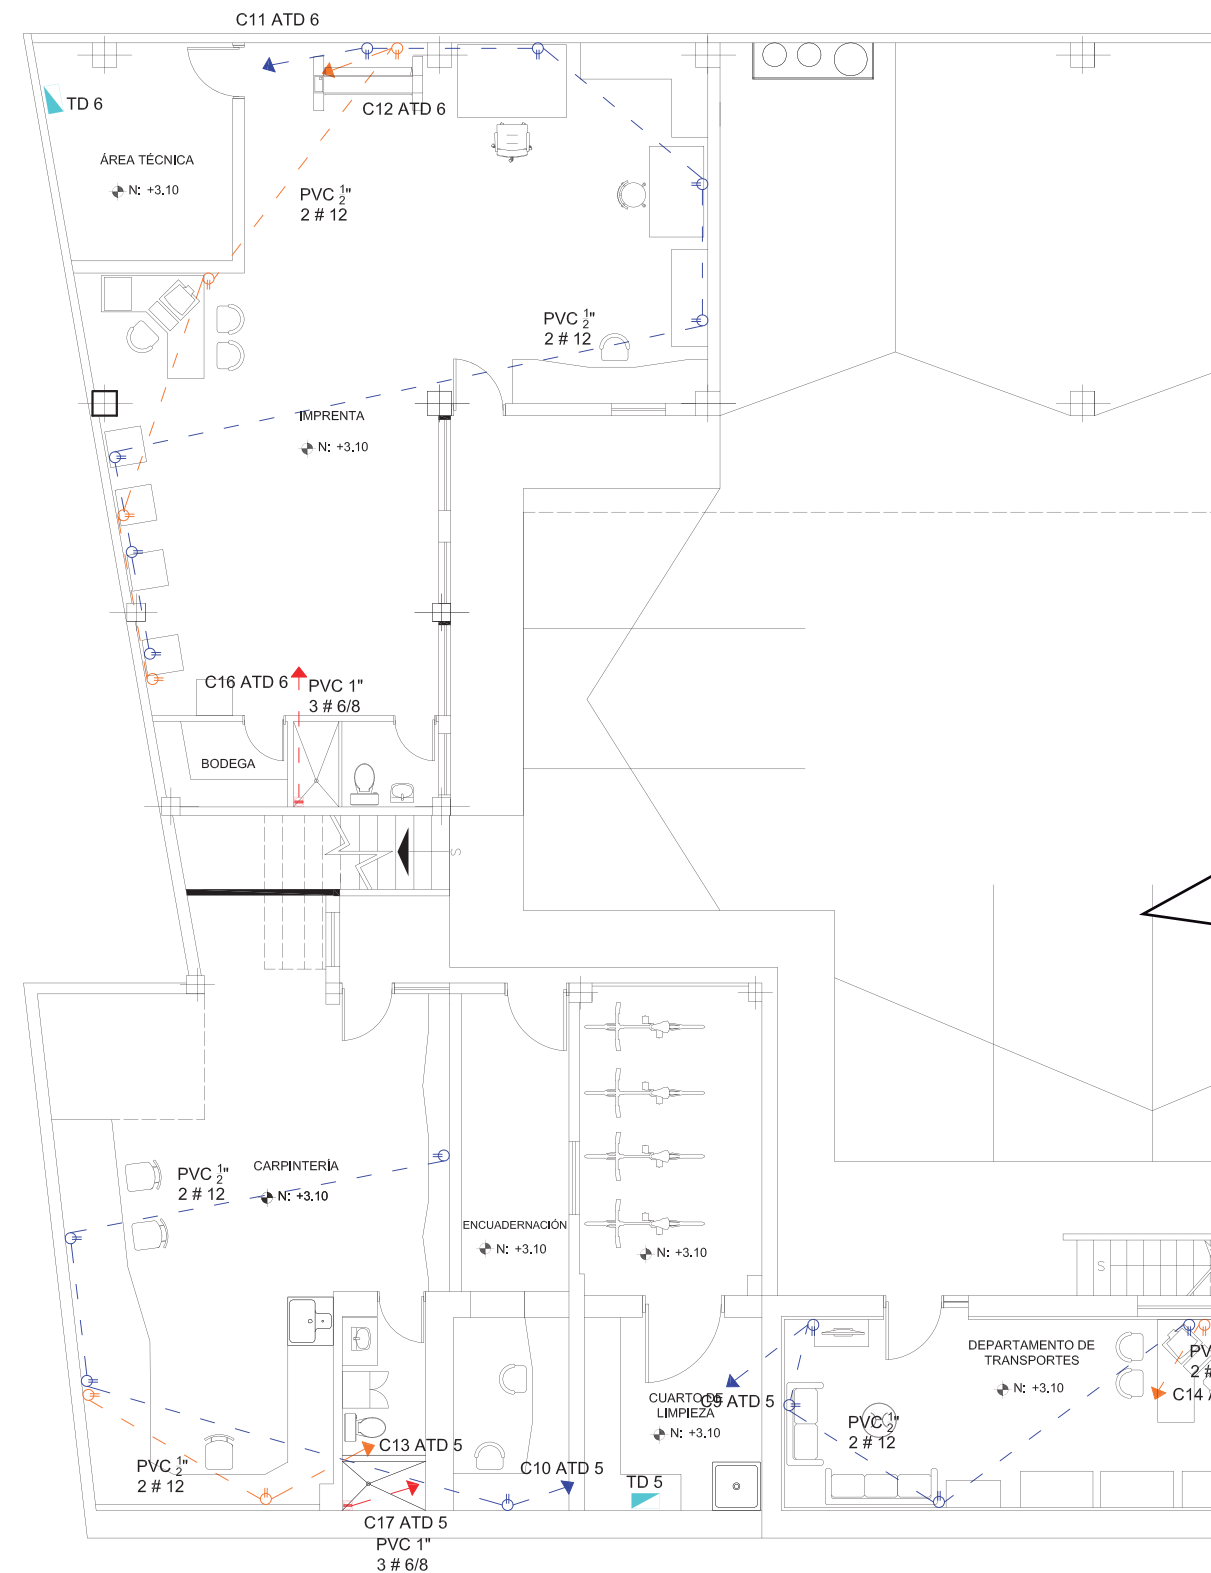 C11 ATD 6
TD 6
C12 ATD 6
ÁREA TÉCNICA
N: +3.10
PVC ½"
2 # 12
PVC ½"
2 # 12
IMPRENTA
N: +3.10
C16 ATD 6
PVC 1"
3 # 6/8
BODEGA
S
CARPINTERÍA
PVC ½"
2 # 12
N: +3.10
ENCUADERNACIÓN
N: +3.10
N: +3.10
S
DEPARTAMENTO DE
TRANSPORTES
N: +3.10
PV
2 #
C14 A
CUARTO DE
LIMPIEZA
C9 ATD 5
N: +3.10
PVC ½"
2 # 12
C13 ATD 5
PVC ½"
2 # 12
C10 ATD 5
TD 5
C17 ATD 5
PVC 1"
3 # 6/8